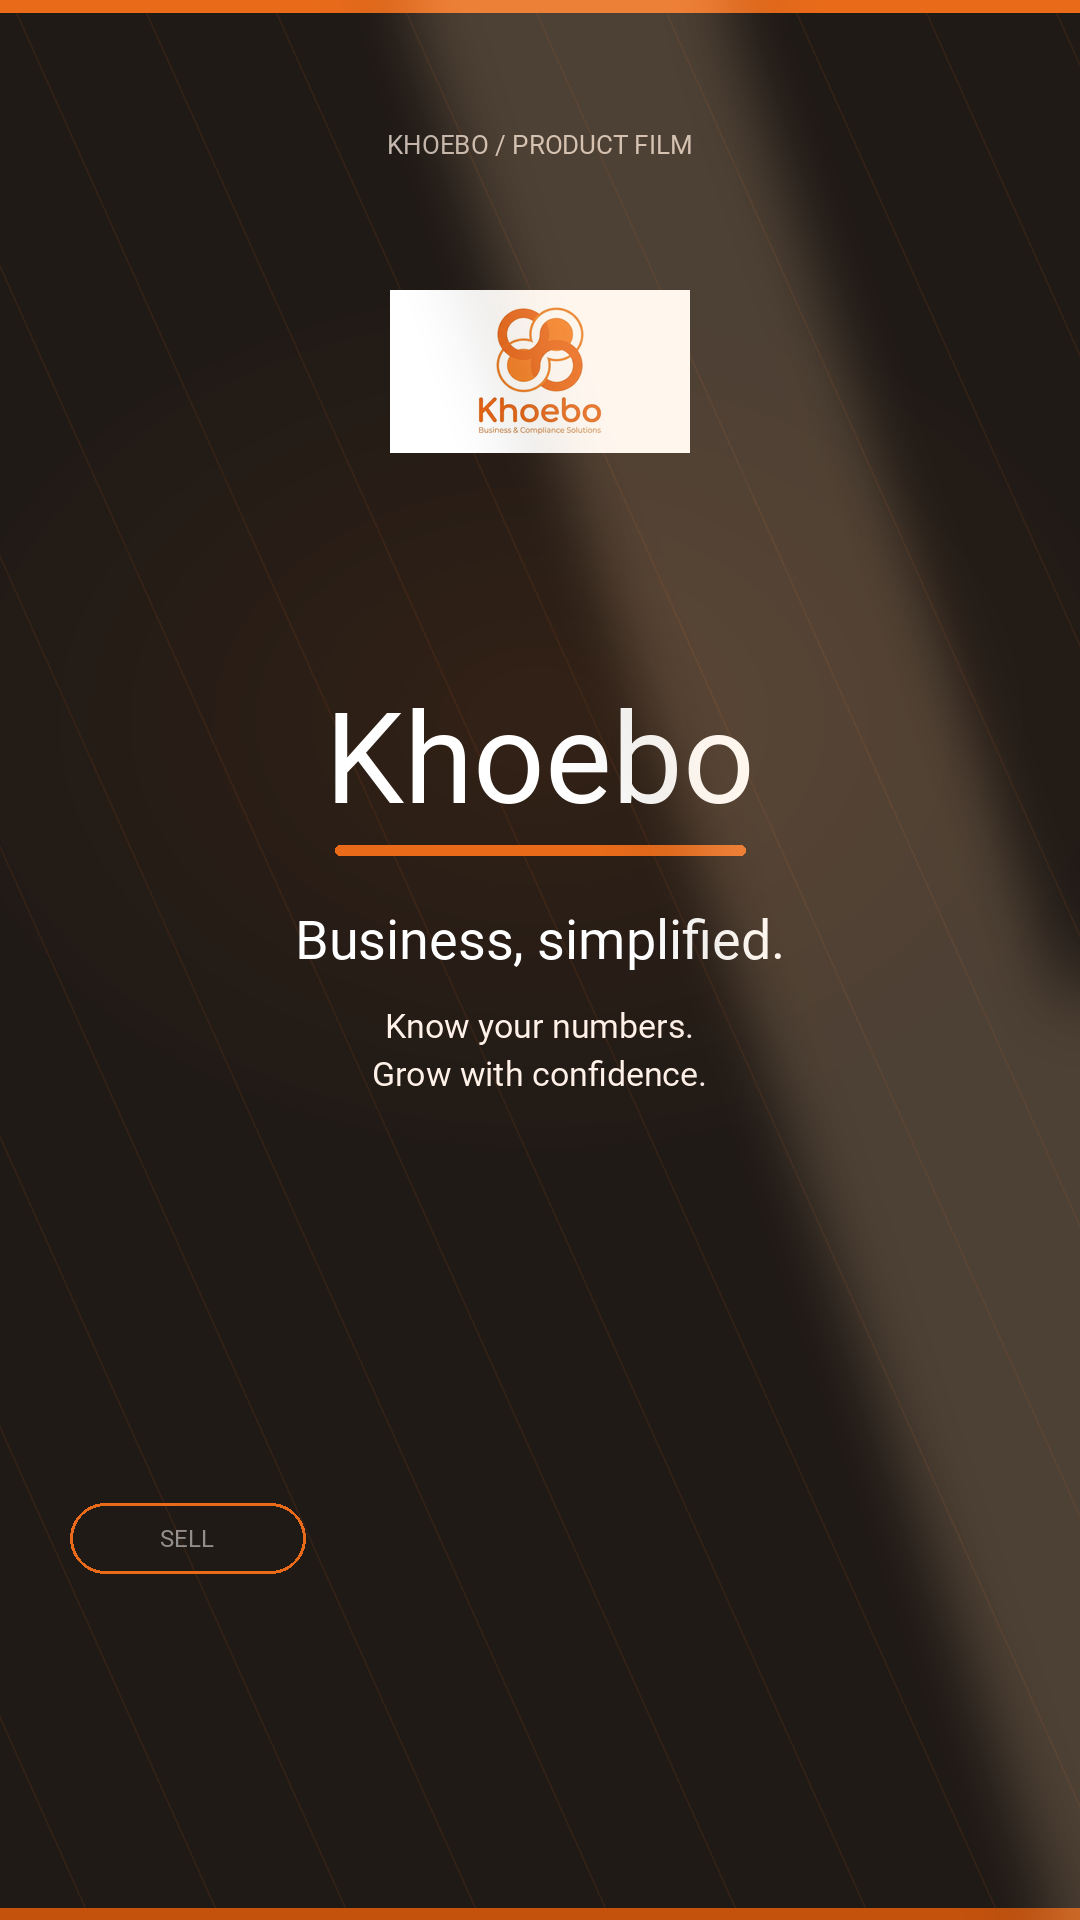 KHOEBO / PRODUCT FILM
Khoebo
Business & Compliance Solutions
Khoebo
Business, simplified.
Know your numbers.
Grow with confidence.
SELL